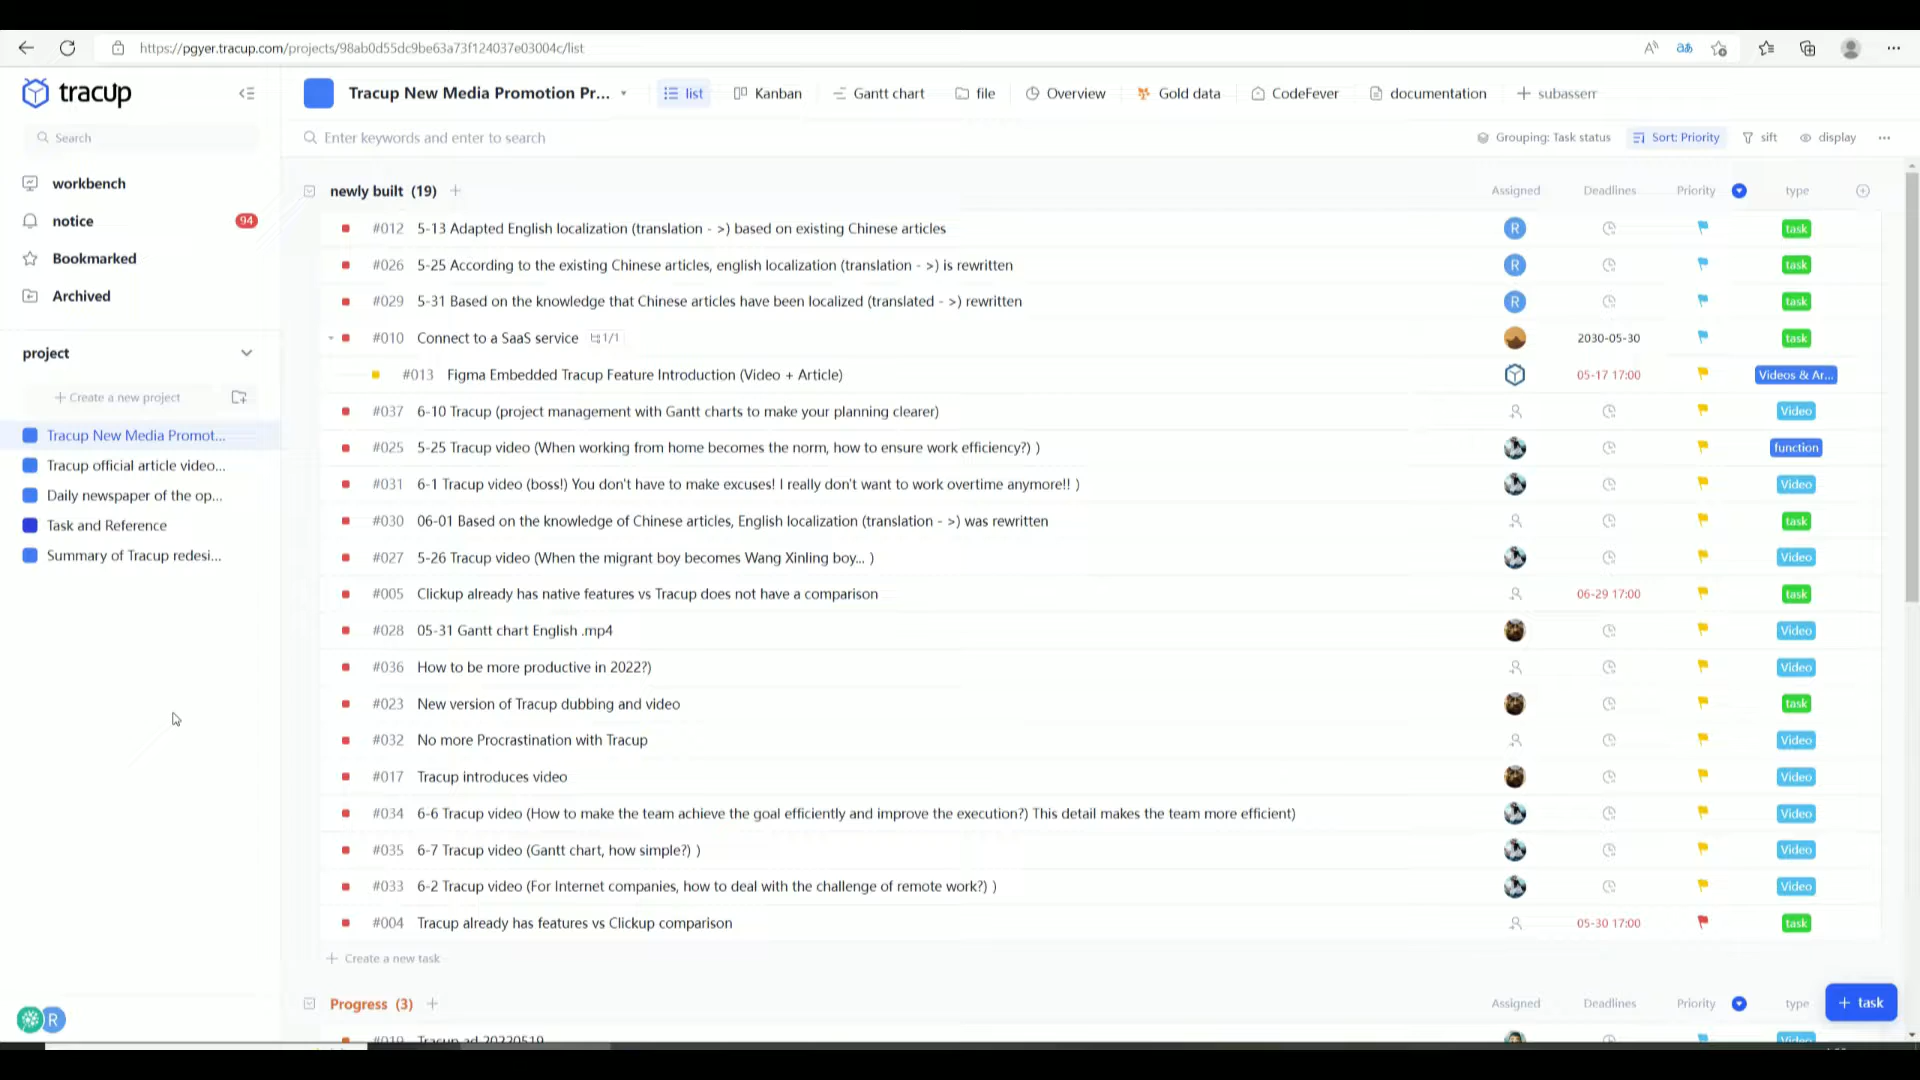 https://pgyer.tracup.com/projects/98ab0d55dc9be63a73f124037e03004c/list
tracup
Search
workbench
notice 94
Bookmarked
Archived
project
+ Create a new project
Tracup New Media Promot...
Tracup official article video...
Daily newspaper of the op...
Task and Reference
Summary of Tracup redesi...
R
Tracup New Media Promotion Pr... list Kanban Gantt chart file Overview Gold data CodeFever documentation + subasserr
Enter keywords and enter to search Grouping: Task status Sort: Priority sift display
newly built (19) + Assigned Deadlines Priority type
#012 5-13 Adapted English localization (translation - >) based on existing Chinese articles R task
#026 5-25 According to the existing Chinese articles, english localization (translation - >) is rewritten R task
#029 5-31 Based on the knowledge that Chinese articles have been localized (translated - >) rewritten R task
#010 Connect to a SaaS service 1/1 2030-05-30 task
#013 Figma Embedded Tracup Feature Introduction (Video + Article) 05-17 17:00 Videos & Ar...
#037 6-10 Tracup (project management with Gantt charts to make your planning clearer) Video
#025 5-25 Tracup video (When working from home becomes the norm, how to ensure work efficiency?) ) function
#031 6-1 Tracup video (boss!) You don't have to make excuses! I really don't want to work overtime anymore!! ) Video
#030 06-01 Based on the knowledge of Chinese articles, English localization (translation - >) was rewritten task
#027 5-26 Tracup video (When the migrant boy becomes Wang Xinling boy... ) Video
#005 Clickup already has native features vs Tracup does not have a comparison 06-29 17:00 task
#028 05-31 Gantt chart English .mp4 Video
#036 How to be more productive in 2022?) Video
#023 New version of Tracup dubbing and video task
#032 No more Procrastination with Tracup Video
#017 Tracup introduces video Video
#034 6-6 Tracup video (How to make the team achieve the goal efficiently and improve the execution?) This detail makes the team more efficient) Video
#035 6-7 Tracup video (Gantt chart, how simple?) ) Video
#033 6-2 Tracup video (For Internet companies, how to deal with the challenge of remote work?) ) Video
#004 Tracup already has features vs Clickup comparison 05-30 17:00 task
+ Create a new task
Progress (3) + Assigned Deadlines Priority type
+ task
#019 Tracup ad 20220519 Video